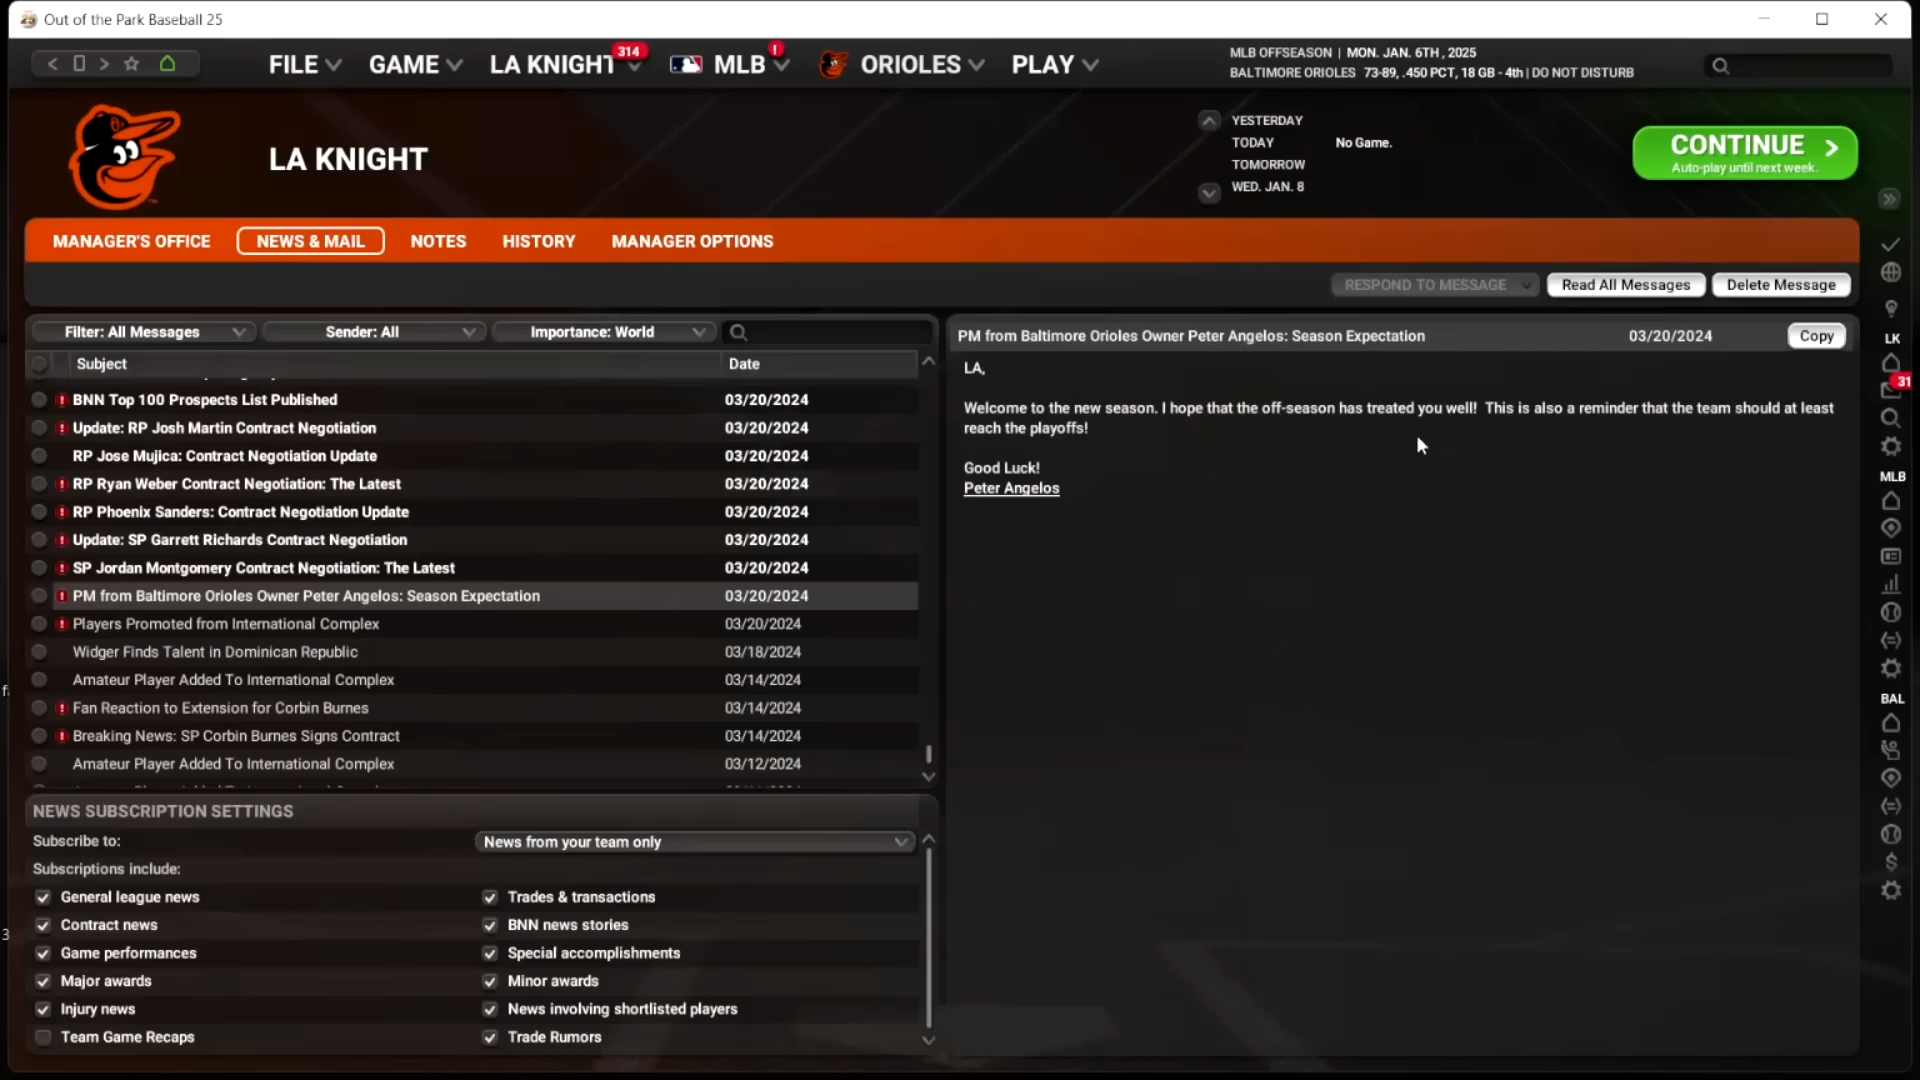 Out of the Park Baseball 25
FILE
GAME
LA KNIGHT
314
MLB
ORIOLES
PLAY
MLB OFFSEASON | MON. JAN. 6TH , 2025
BALTIMORE ORIOLES 73-89, .450 PCT, 18 GB - 4th | DO NOT DISTURB
LA KNIGHT
YESTERDAY
TODAY No Game.
TOMORROW
WED. JAN. 8
CONTINUE
Auto-play until next week.
MANAGER'S OFFICE
NEWS & MAIL
NOTES
HISTORY
MANAGER OPTIONS
RESPOND TO MESSAGE
Read All Messages
Delete Message
Filter: All Messages
Sender: All
Importance: World
Subject Date
BNN Top 100 Prospects List Published 03/20/2024
Update: RP Josh Martin Contract Negotiation 03/20/2024
RP Jose Mujica: Contract Negotiation Update 03/20/2024
RP Ryan Weber Contract Negotiation: The Latest 03/20/2024
RP Phoenix Sanders: Contract Negotiation Update 03/20/2024
Update: SP Garrett Richards Contract Negotiation 03/20/2024
SP Jordan Montgomery Contract Negotiation: The Latest 03/20/2024
PM from Baltimore Orioles Owner Peter Angelos: Season Expectation 03/20/2024
Players Promoted from International Complex 03/20/2024
Widger Finds Talent in Dominican Republic 03/18/2024
Amateur Player Added To International Complex 03/14/2024
Fan Reaction to Extension for Corbin Burnes 03/14/2024
Breaking News: SP Corbin Burnes Signs Contract 03/14/2024
Amateur Player Added To International Complex 03/12/2024
PM from Baltimore Orioles Owner Peter Angelos: Season Expectation 03/20/2024
Copy
LA,
Welcome to the new season. I hope that the off-season has treated you well! This is also a reminder that the team should at least
reach the playoffs!
Good Luck!
Peter Angelos
NEWS SUBSCRIPTION SETTINGS
Subscribe to: News from your team only
Subscriptions include:
General league news Trades & transactions
Contract news BNN news stories
Game performances Special accomplishments
Major awards Minor awards
Injury news News involving shortlisted players
Team Game Recaps Trade Rumors
LK
31
MLB
BAL